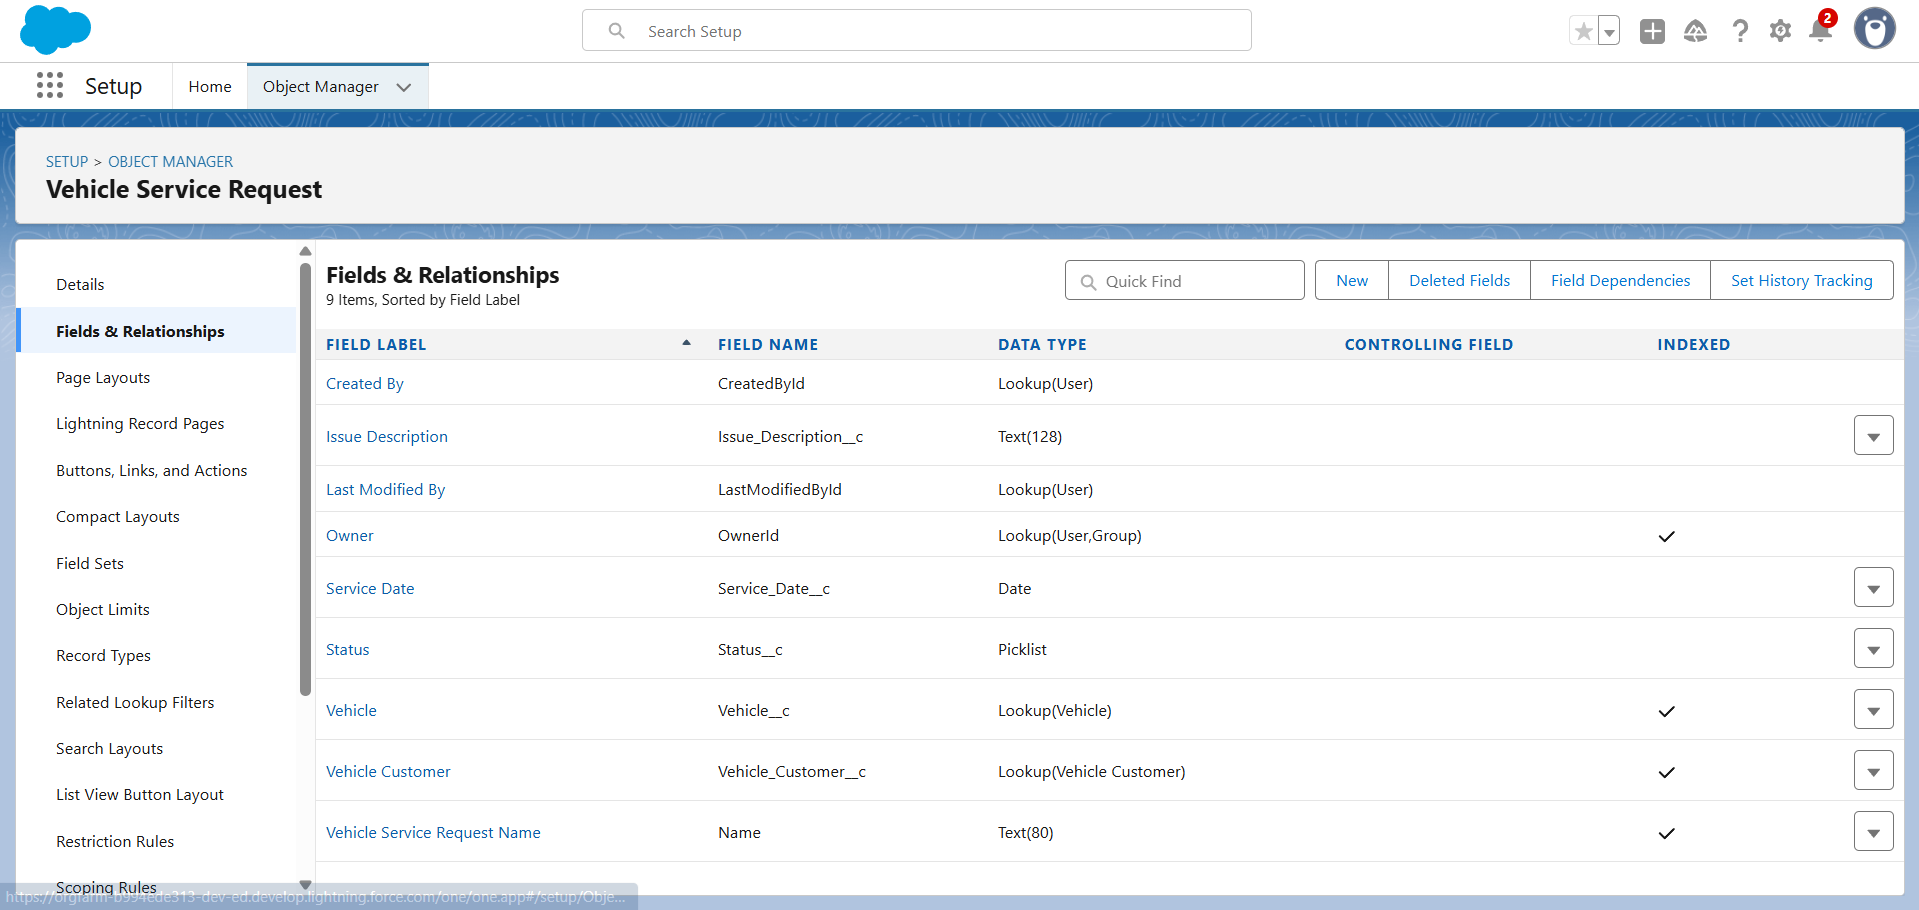 Search Setup
2
Setup
Home
Object Manager
SETUP > OBJECT MANAGER
Vehicle Service Request
Details
Fields & Relationships
Page Layouts
Lightning Record Pages
Buttons, Links, and Actions
Compact Layouts
Field Sets
Object Limits
Record Types
Related Lookup Filters
Search Layouts
List View Button Layout
Restriction Rules
Scoping Rules
Fields & Relationships
9 Items, Sorted by Field Label
Quick Find
New
Deleted Fields
Field Dependencies
Set History Tracking
FIELD LABEL FIELD NAME DATA TYPE CONTROLLING FIELD INDEXED
Created By CreatedById Lookup(User)
Issue Description Issue_Description__c Text(128)
Last Modified By LastModifiedById Lookup(User)
Owner OwnerId Lookup(User,Group)
Service Date Service_Date__c Date
Status Status__c Picklist
Vehicle Vehicle__c Lookup(Vehicle)
Vehicle Customer Vehicle_Customer__c Lookup(Vehicle Customer)
Vehicle Service Request Name Name Text(80)
https://orgfarm-b994ede313-dev-ed.develop.lightning.force.com/one/one.app#/setup/Obje...